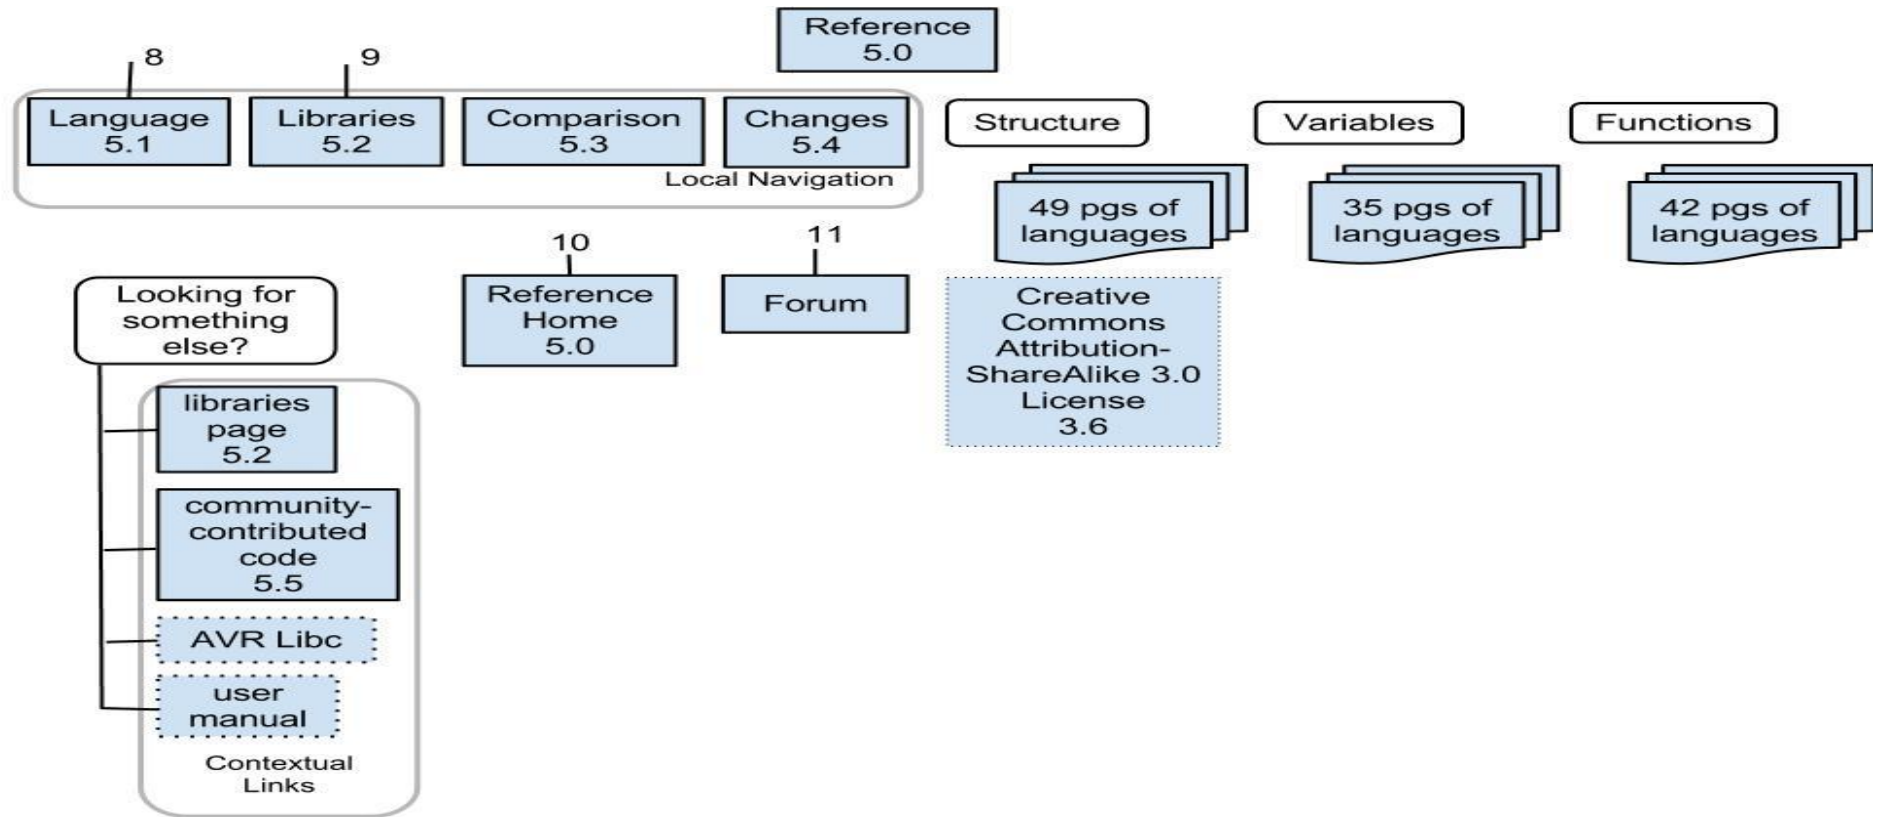 Reference
5.0
8
9
Language
5.1
Libraries
5.2
Comparison
5.3
Changes
5.4
Local Navigation
Structure
Variables
Functions
49 pgs of
languages
35 pgs of
languages
42 pgs of
languages
10
11
Looking for
something
else?
Reference
Home
5.0
Forum
Creative
Commons
Attribution-
ShareAlike 3.0
License
3.6
libraries
page
5.2
community-
contributed
code
5.5
AVR Libc
user
manual
Contextual
Links